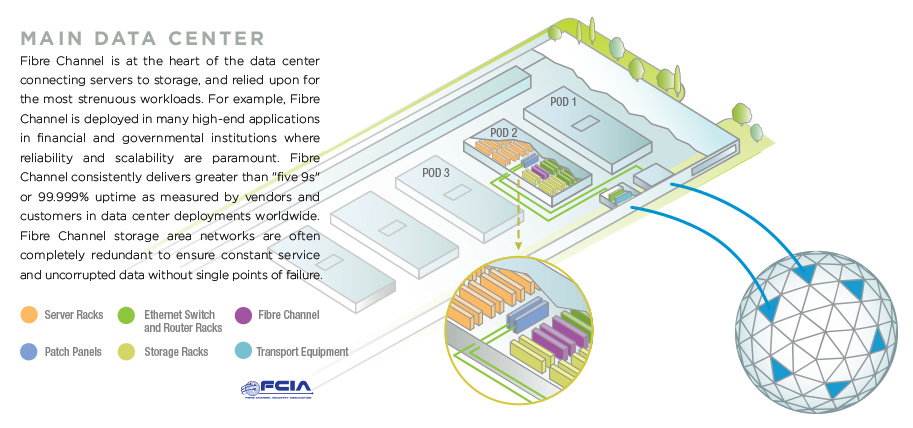 MAIN DATA CENTER
Fibre Channel is at the heart of the data center
connecting servers to storage, and relied upon for
the most strenuous workloads. For example, Fibre
Channel is deployed in many high-end applications
in financial and governmental institutions where
reliability and scalability are paramount. Fibre
Channel consistently delivers greater than "five 9s"
or 99.999% uptime as measured by vendors and
customers in data center deployments worldwide.
Fibre Channel storage area networks are often
completely redundant to ensure constant service
and uncorrupted data without single points of failure.
POD 1
POD 2
POD 3
Server Racks
Ethernet Switch
and Router Racks
Fibre Channel
Patch Panels
Storage Racks
Transport Equipment
FCIA
FIBRE CHANNEL INDUSTRY ASSOCIATION